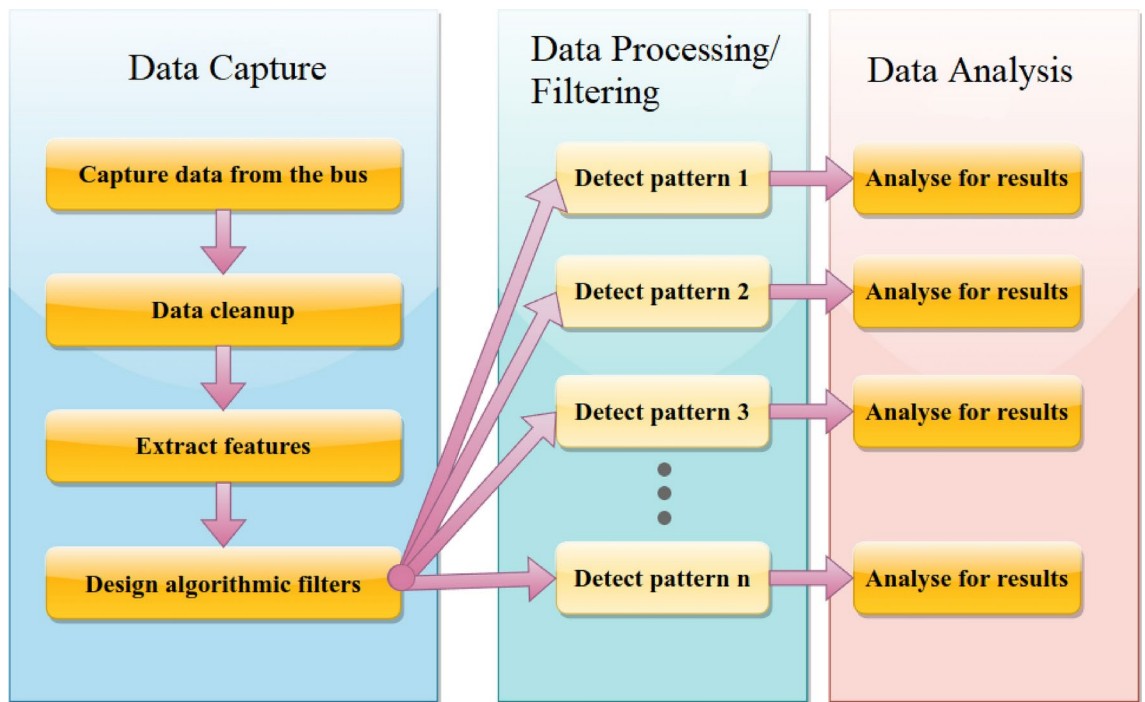 Data Capture
Capture data from the bus
Data cleanup
Extract features
Design algorithmic filters
Data Processing/
Filtering
Detect pattern 1
Detect pattern 2
Detect pattern 3
Detect pattern n
Data Analysis
Analyse for results
Analyse for results
Analyse for results
Analyse for results